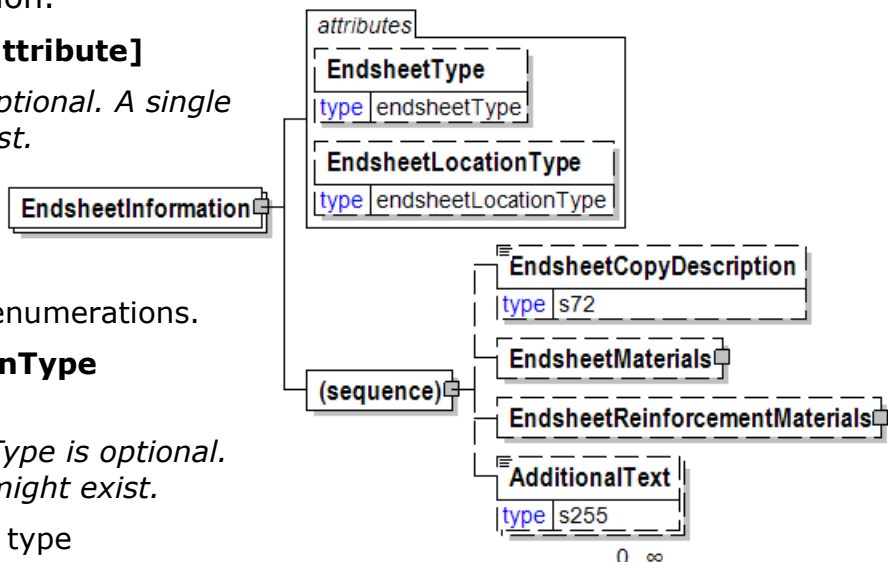 ion.
ttribute]
ptional. A single
st.
enumerations.
nType
Type is optional.
might exist.
type
attributes
EndsheetType
type endsheetType
EndsheetLocationType
type endsheetLocationType
EndsheetInformation
(sequence)
EndsheetCopyDescription
type s72
EndsheetMaterials
EndsheetReinforcementMaterials
AdditionalText
type s255
0 ∞